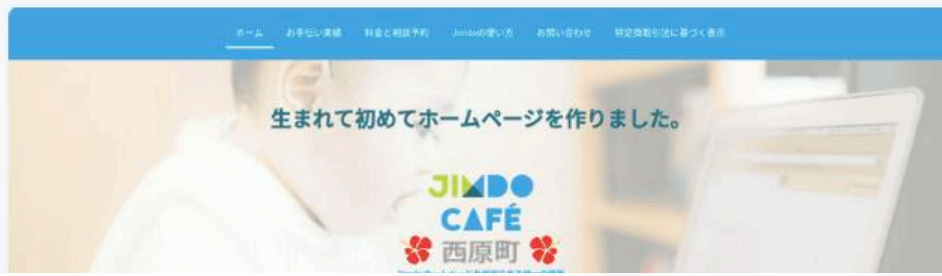 ホーム お手伝い実績 料金と相談予約 Jimdoの使い方 お問い合わせ 特定商取引法に基づく表示
生まれて初めてホームページを作りました。
JIMDO
CAFÉ
西原町